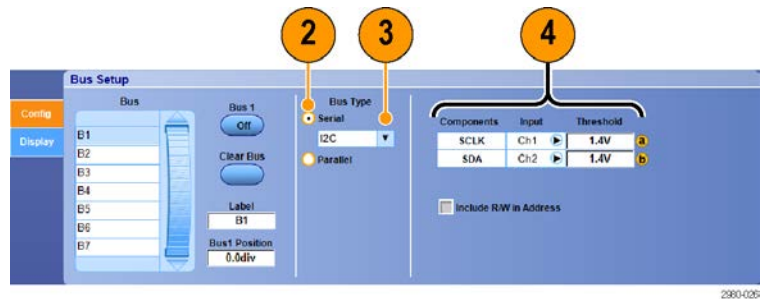 2
3
4
Bus Setup
Config
Display
Bus
B1
B2
B3
B4
B5
B6
B7
Bus 1
Off
Clear Bus
Label
B1
Bus1 Position
0.0div
Bus Type
Serial
I2C
Parallel
Components Input Threshold
SCLK Ch1 1.4V a
SDA Ch2 1.4V b
Include R/W in Address